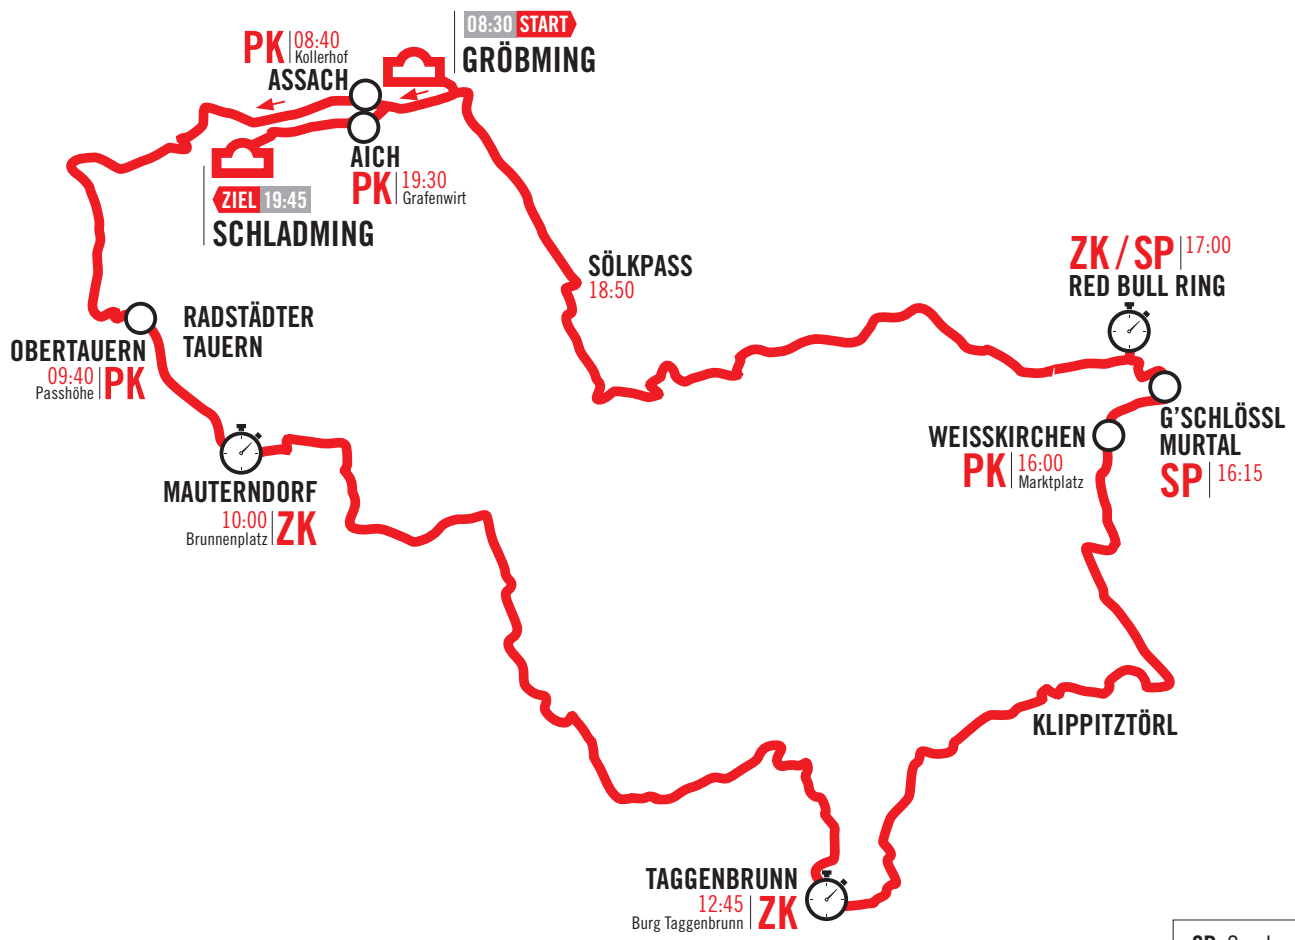 08:30 START
GRÖBMING
PK 08:40
Kollerhof
ASSACH
AICH
PK 19:30
Grafenwirt
ZIEL 19:45
SCHLADMING
SÖLKPASS
18:50
ZK / SP 17:00
RED BULL RING
RADSTÄDTER
TAUERN
OBERTAUERN
09:40 PK
Passhöhe
G'SCHLÖSSL
MURTAL
SP 16:15
WEISSKIRCHEN
PK 16:00
Marktplatz
MAUTERNDORF
10:00 ZK
Brunnenplatz
KLIPPITZTÖRL
TAGGENBRUNN
12:45 ZK
Burg Taggenbrunn